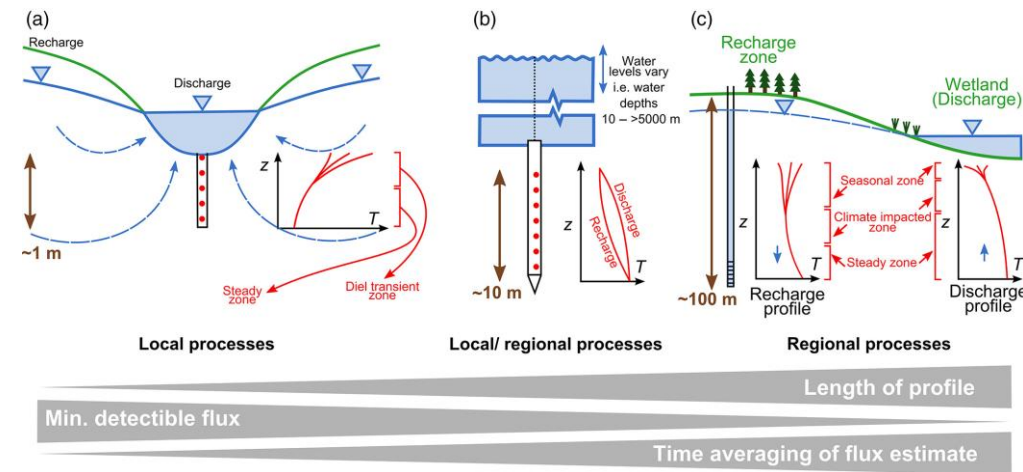 (a)
Recharge
Discharge
z
T
~1 m
Steady
zone
Diel transient
zone
Local processes
(b)
Water
levels vary
i.e. water
depths
10 – >5000 m
z
Discharge
Recharge
T
~10 m
Local/ regional processes
(c)
Recharge
zone
Wetland
(Discharge)
~100 m
z
T
Recharge
profile
Seasonal zone
Climate impacted
zone
Steady zone
z
T
Discharge
profile
Regional processes
Length of profile
Min. detectible flux
Time averaging of flux estimate